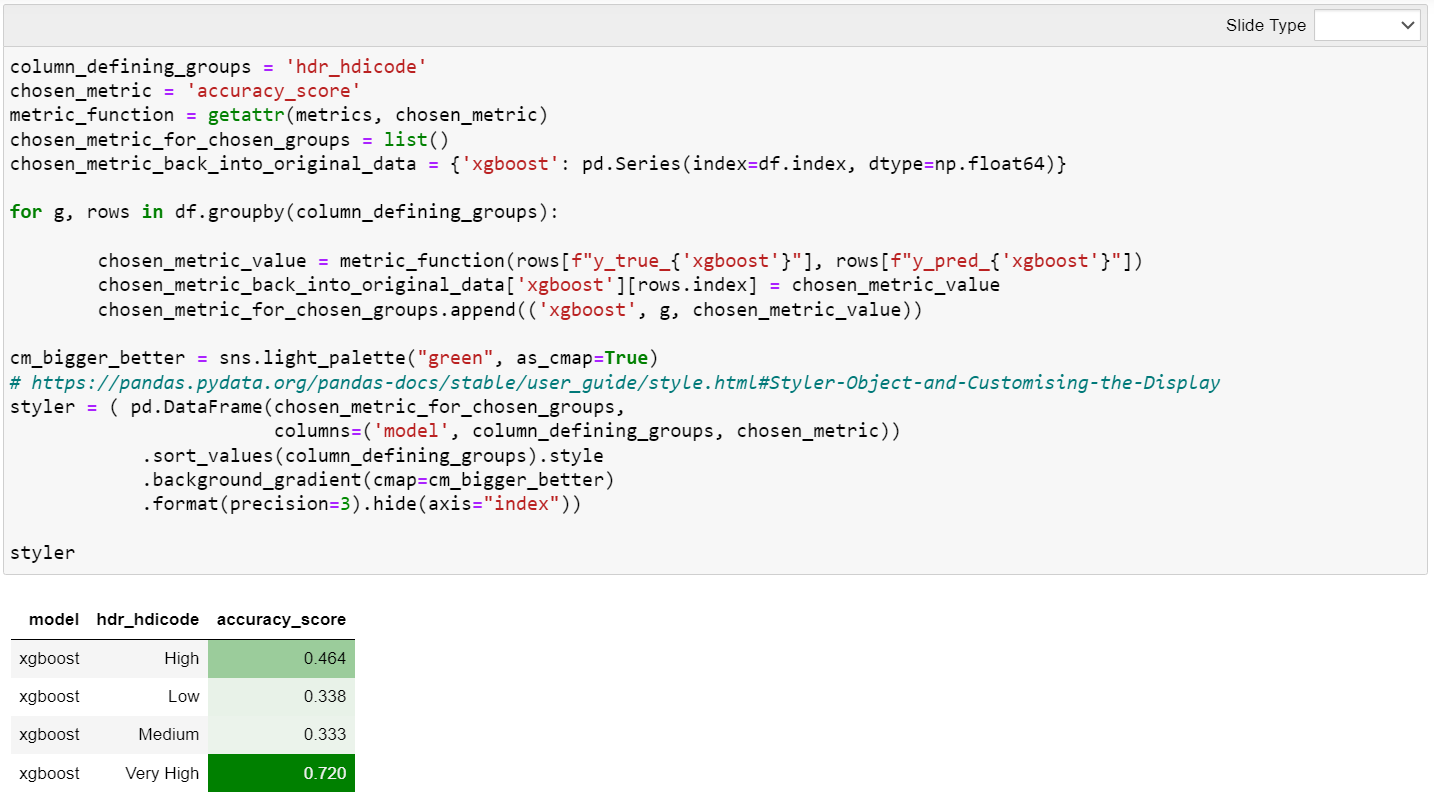 Slide Type
column_defining_groups = 'hdr_hdicode'
chosen_metric = 'accuracy_score'
metric_function = getattr(metrics, chosen_metric)
chosen_metric_for_chosen_groups = list()
chosen_metric_back_into_original_data = {'xgboost': pd.Series(index=df.index, dtype=np.float64)}
for g, rows in df.groupby(column_defining_groups):
chosen_metric_value = metric_function(rows[f"y_true_{'xgboost'}"], rows[f"y_pred_{'xgboost'}"])
chosen_metric_back_into_original_data['xgboost'][rows.index] = chosen_metric_value
chosen_metric_for_chosen_groups.append(('xgboost', g, chosen_metric_value))
cm_bigger_better = sns.light_palette("green", as_cmap=True)
# https://pandas.pydata.org/pandas-docs/stable/user_guide/style.html#Styler-Object-and-Customising-the-Display
styler = ( pd.DataFrame(chosen_metric_for_chosen_groups,
columns=('model', column_defining_groups, chosen_metric))
.sort_values(column_defining_groups).style
.background_gradient(cmap=cm_bigger_better)
.format(precision=3).hide(axis="index"))
styler
model hdr_hdicode accuracy_score
xgboost High 0.464
xgboost Low 0.338
xgboost Medium 0.333
xgboost Very High 0.720